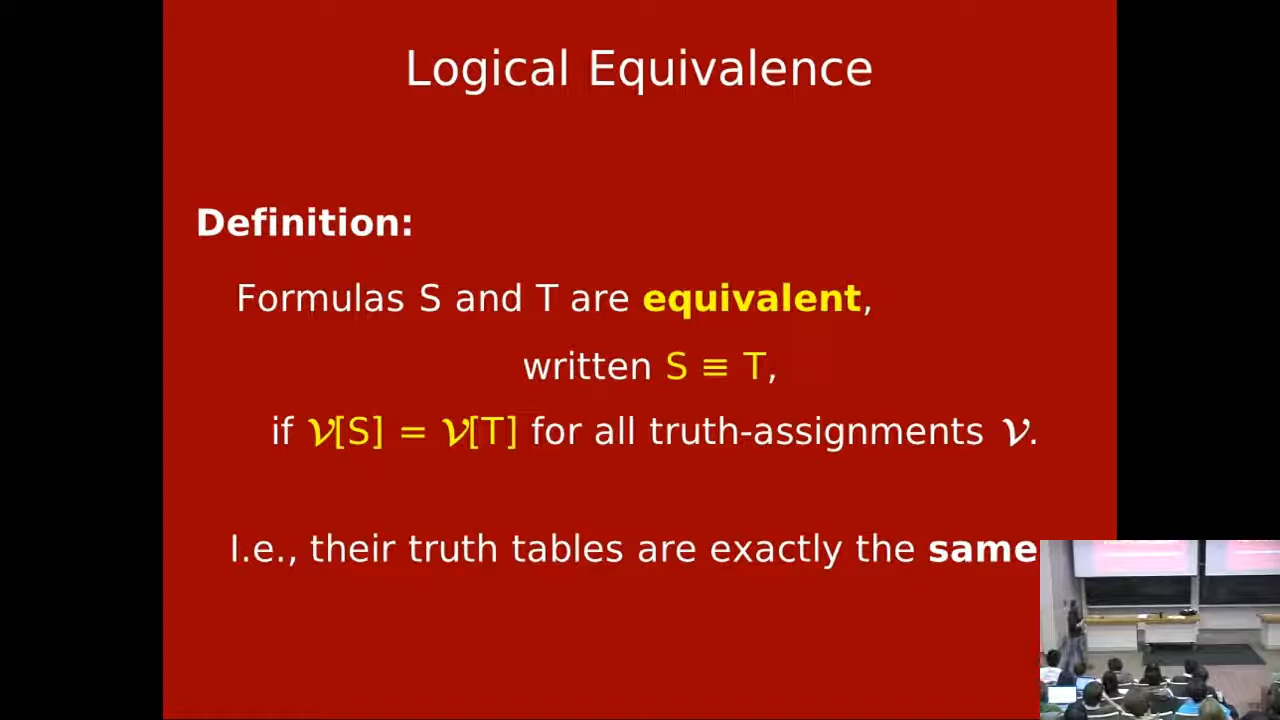 Logical Equivalence
Definition:
Formulas S and T are equivalent,
written S ≡ T,
if 𝒱[S] = 𝒱[T] for all truth-assignments 𝒱.
I.e., their truth tables are exactly the same